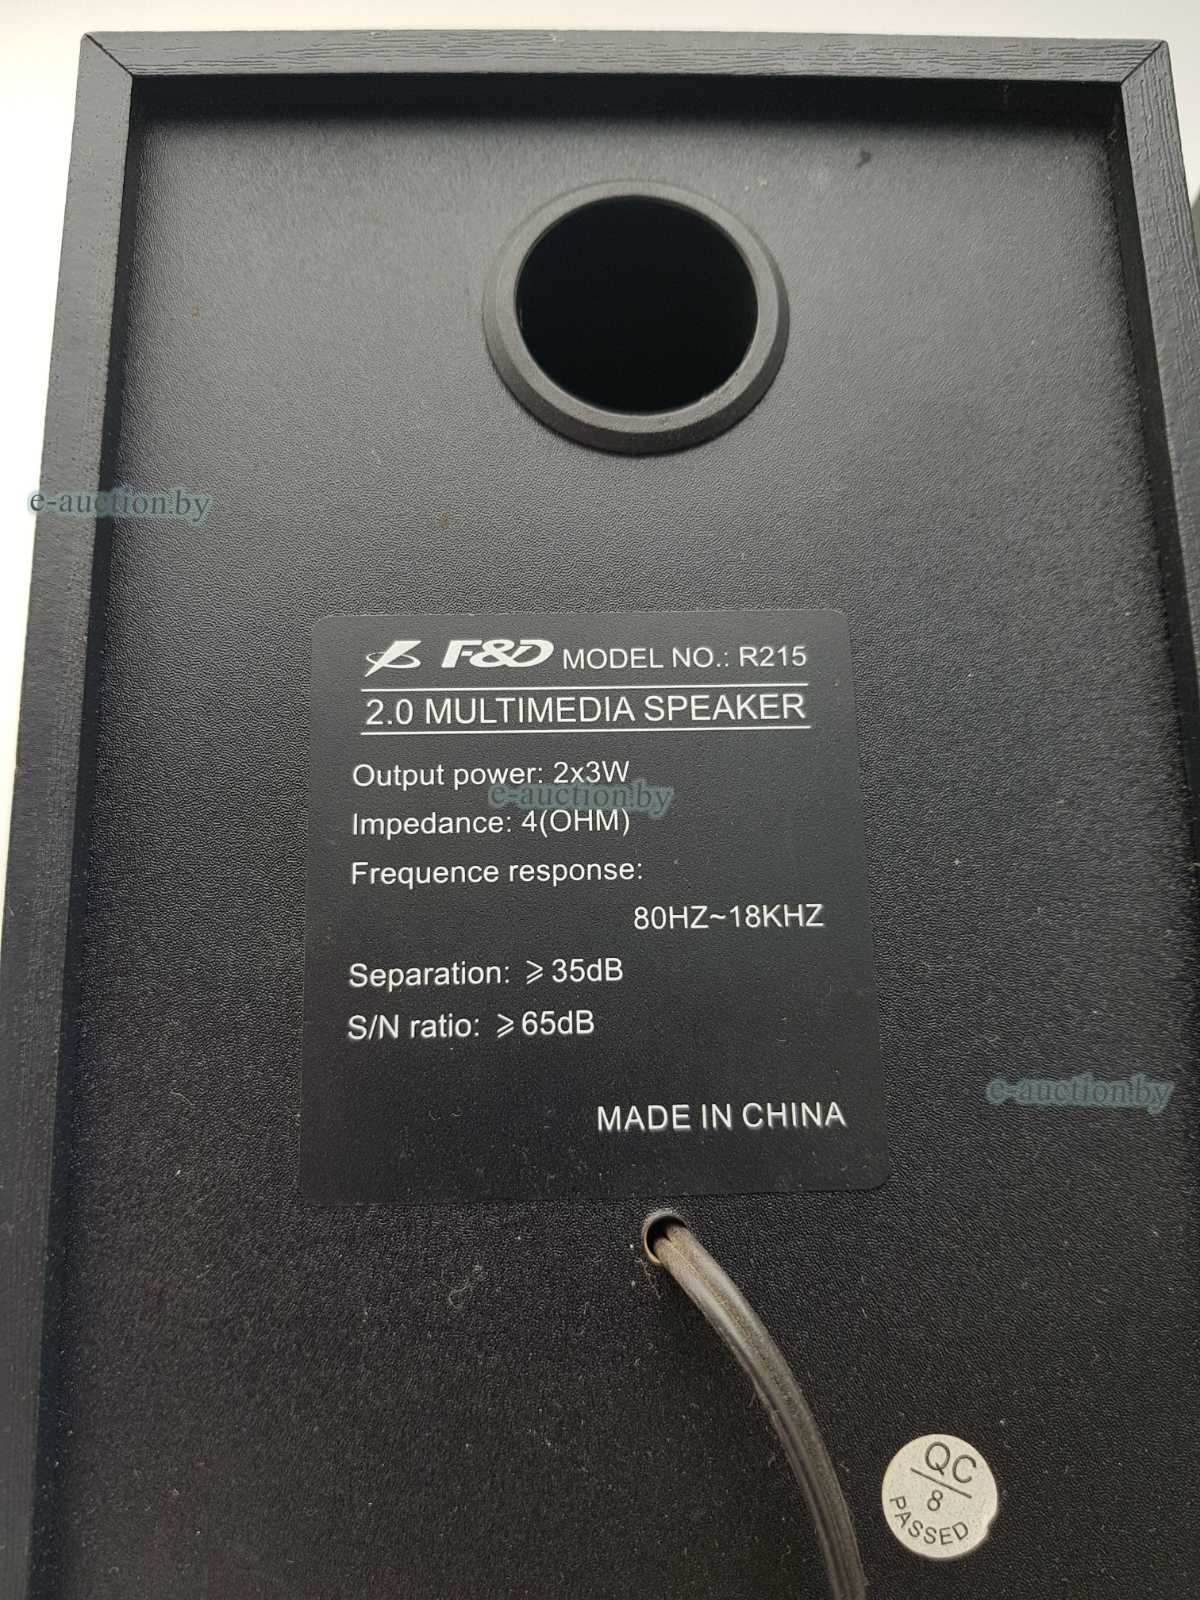 e-auction.by
F&D MODEL NO.: R215
2.0 MULTIMEDIA SPEAKER
Output power: 2x3W
e-auction.by
Impedance: 4(OHM)
Frequence response:
80HZ~18KHZ
Separation: ⩾35dB
S/N ratio: ⩾65dB
e-auction.by
MADE IN CHINA
QC
8
PASSED